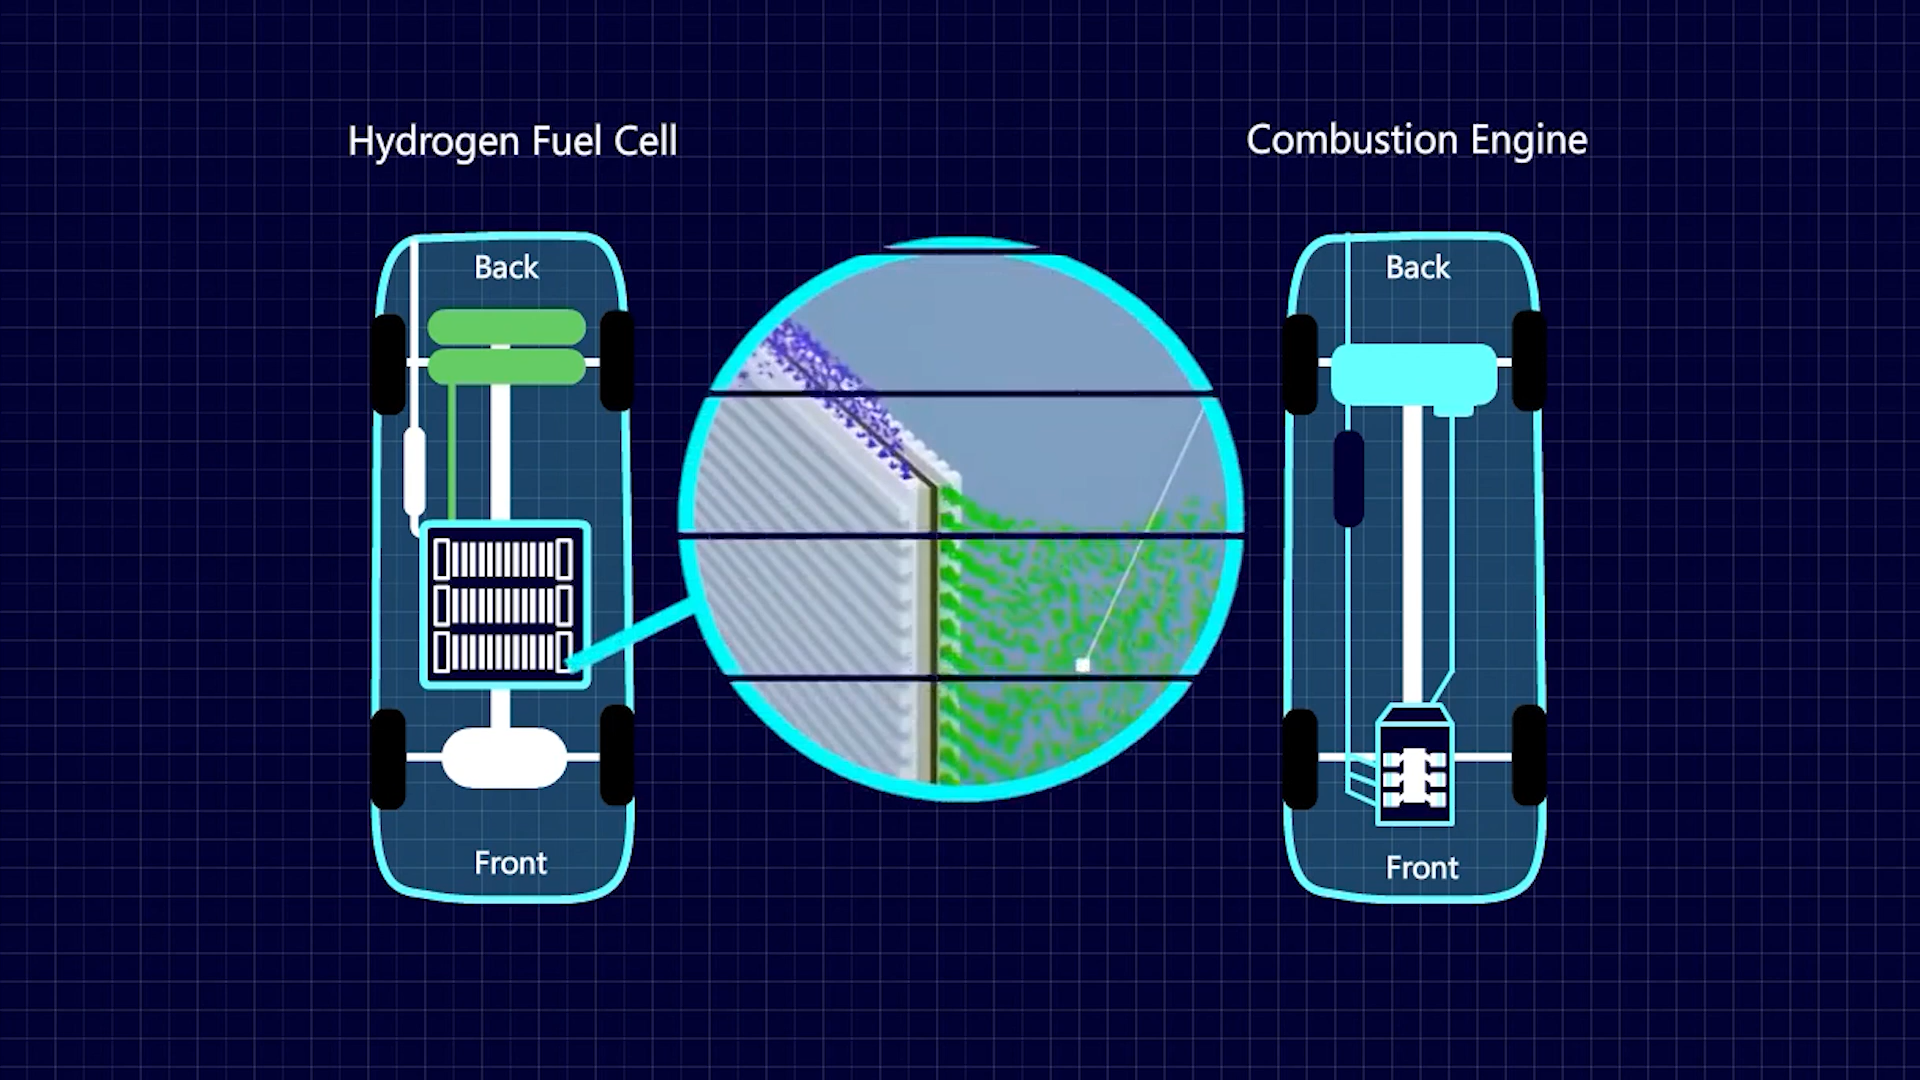 Hydrogen Fuel Cell
Combustion Engine
Back
Back
Front
Front